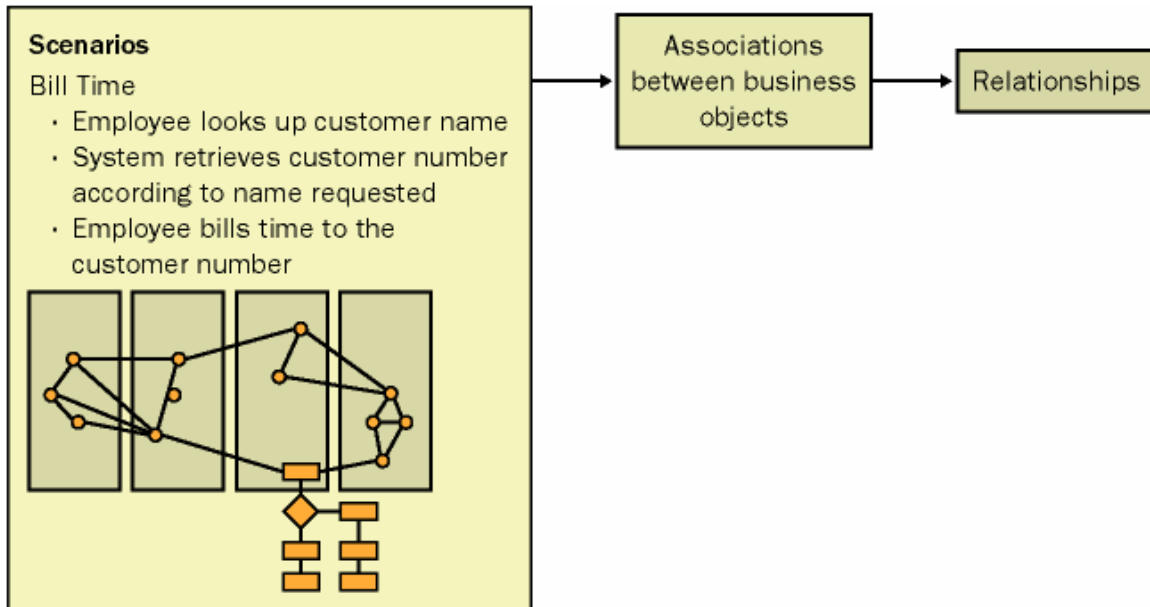 Scenarios
Bill Time
· Employee looks up customer name
· System retrieves customer number
according to name requested
· Employee bills time to the
customer number
Associations
between business
objects
Relationships